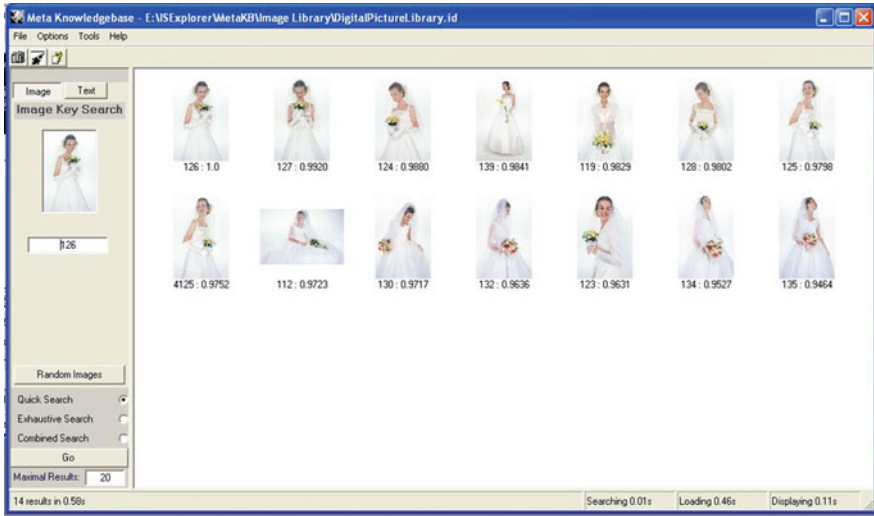 Meta Knowledgebase - E:\ISExplorer\MetaKB\Image Library\DigitalPictureLibrary.id
File Options Tools Help
Image Text
Image Key Search
126
Random Images
Quick Search
Exhaustive Search
Combined Search
Go
Maximal Results: 20
126 : 1.0 127 : 0.9920 124 : 0.9880 139 : 0.9841 119 : 0.9829 128 : 0.9802 125 : 0.9798
4125 : 0.9752 112 : 0.9723 130 : 0.9717 132 : 0.9636 123 : 0.9631 134 : 0.9527 135 : 0.9464
14 results in 0.58s Searching 0.01s Loading 0.46s Displaying 0.11s